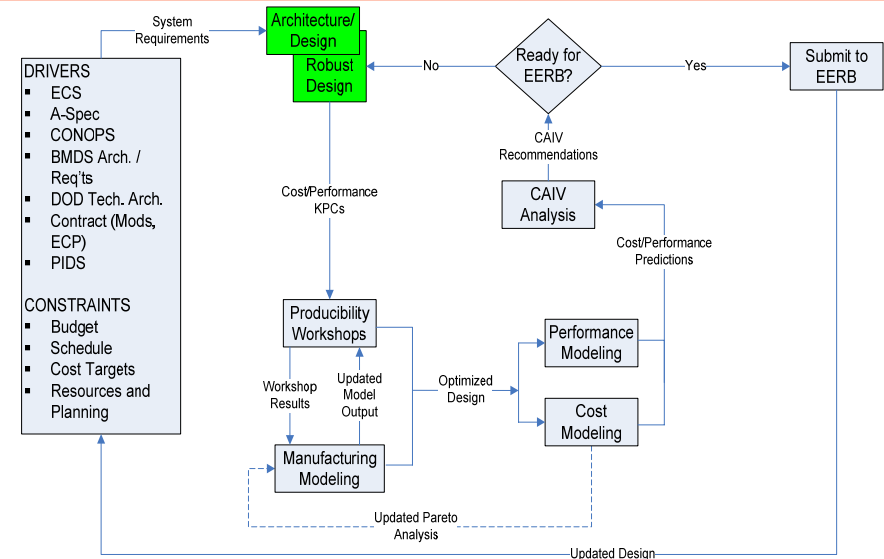 System
Requirements
Architecture/
Design
Robust
Design
No
Ready for
EERB?
Yes
Submit to
EERB
DRIVERS
▪ ECS
▪ A-Spec
▪ CONOPS
▪ BMDS Arch. /
Req'ts
▪ DOD Tech. Arch.
▪ Contract (Mods,
ECP)
▪ PIDS
CONSTRAINTS
▪ Budget
▪ Schedule
▪ Cost Targets
▪ Resources and
Planning
Cost/Performance
KPCs
CAIV
Recommendations
CAIV
Analysis
Cost/Performance
Predictions
Producibility
Workshops
Workshop
Results
Updated
Model
Output
Manufacturing
Modeling
Optimized
Design
Performance
Modeling
Cost
Modeling
Updated Pareto
Analysis
Updated Design